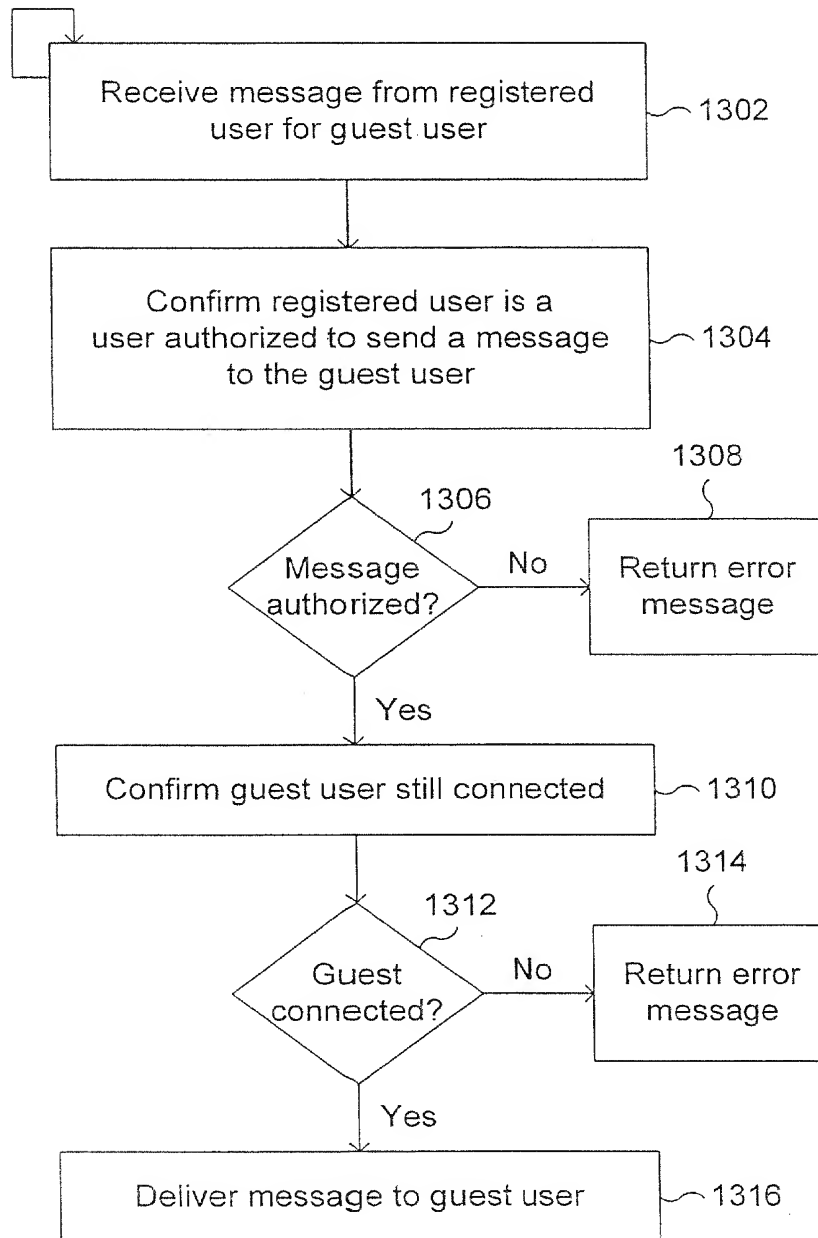 Receive message from registered
user for guest user
1302
Confirm registered user is a
user authorized to send a message
to the guest user
1304
1306
Message
authorized?
No
1308
Return error
message
Yes
Confirm guest user still connected
1310
1312
Guest
connected?
No
1314
Return error
message
Yes
Deliver message to guest user
1316